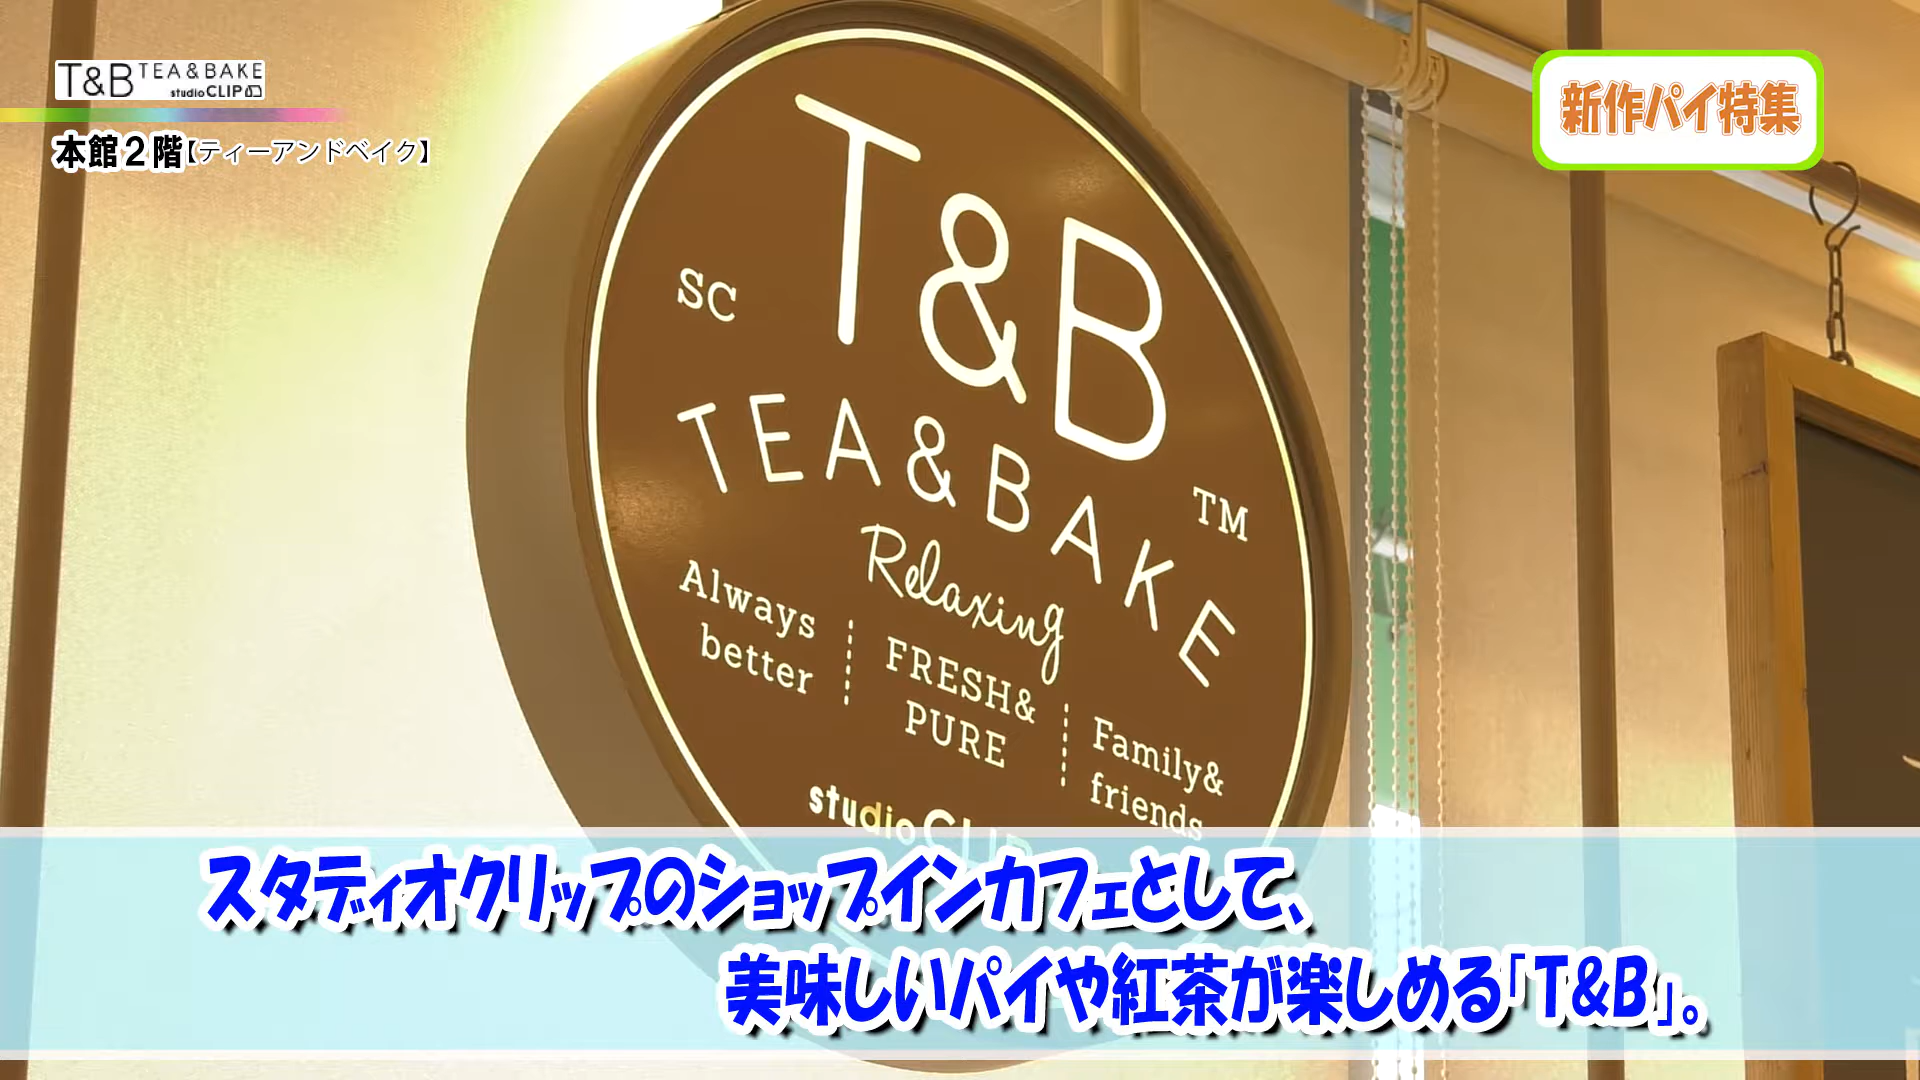 T&B TEA & BAKE
studio CLIP
本館2階【ティーアンドベイク】
新作パイ特集
T&B
SC
TEA & BAKE
TM
Relaxing
Always
better
FRESH&
PURE
Family&
friends
studio CLIP
スタディオクリップのショップインカフェとして、
美味しいパイや紅茶が楽しめる「T&B」。